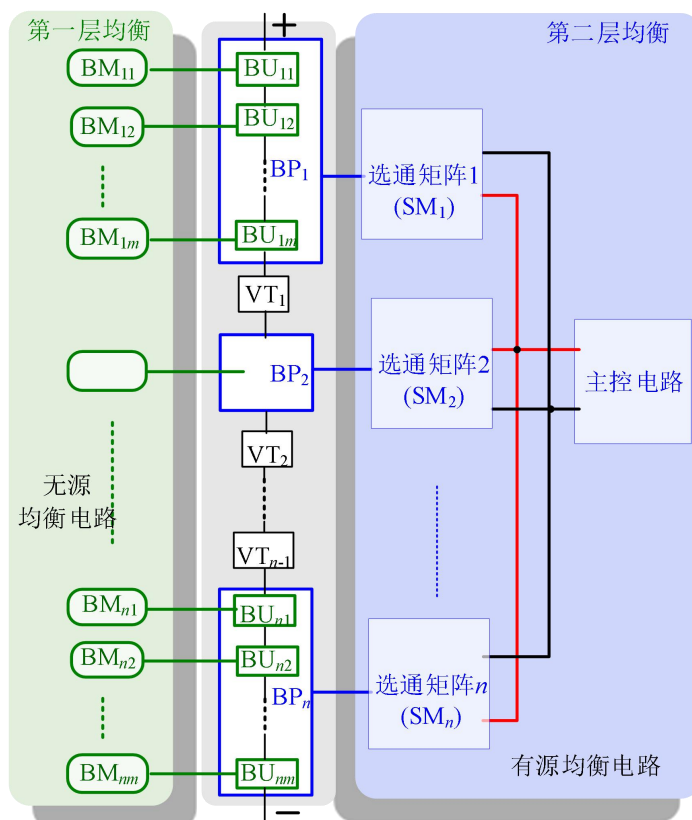 第一层均衡
+
第二层均衡
BM₁₁
BU₁₁
BM₁₂
BU₁₂
BP₁
选通矩阵1
(SM₁)
BM₁ₘ
BU₁ₘ
VT₁
BP₂
选通矩阵2
(SM₂)
主控电路
VT₂
无源
均衡电路
VTₙ₋₁
BMₙ₁
BUₙ₁
BMₙ₂
BUₙ₂
BPₙ
选通矩阵n
(SMₙ)
BMₙₘ
BUₙₘ
有源均衡电路
−